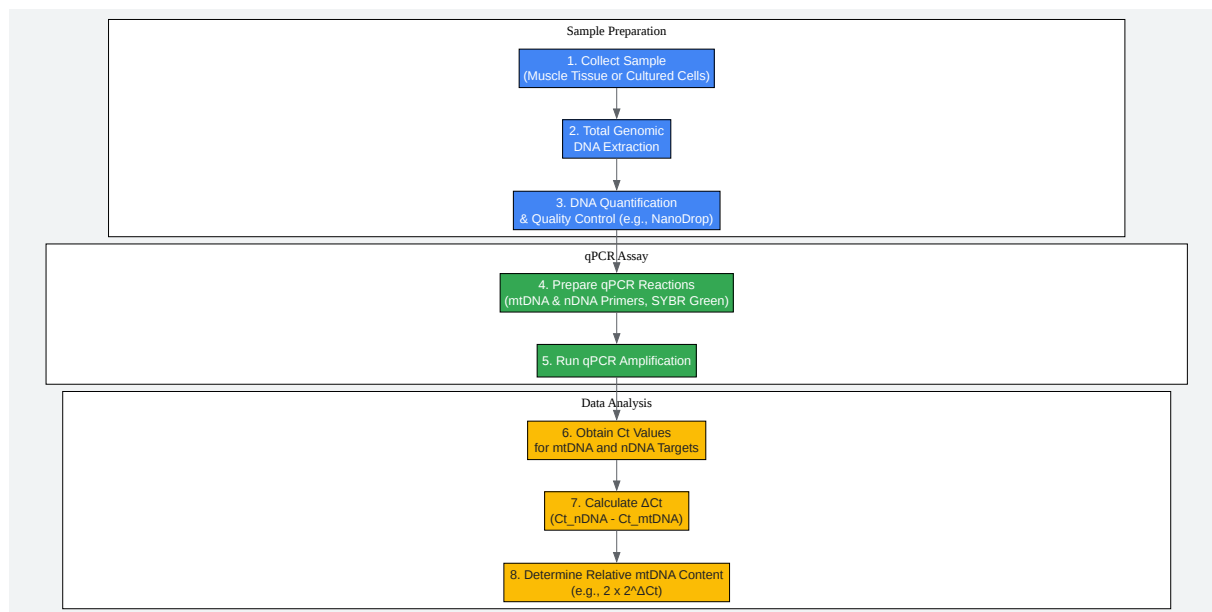 Sample Preparation
1. Collect Sample
(Muscle Tissue or Cultured Cells)
2. Total Genomic
DNA Extraction
3. DNA Quantification
& Quality Control (e.g., NanoDrop)
qPCR Assay
4. Prepare qPCR Reactions
(mtDNA & nDNA Primers, SYBR Green)
5. Run qPCR Amplification
Data Analysis
6. Obtain Ct Values
for mtDNA and nDNA Targets
7. Calculate ΔCt
(Ct_nDNA - Ct_mtDNA)
8. Determine Relative mtDNA Content
(e.g., 2 x 2^ΔCt)